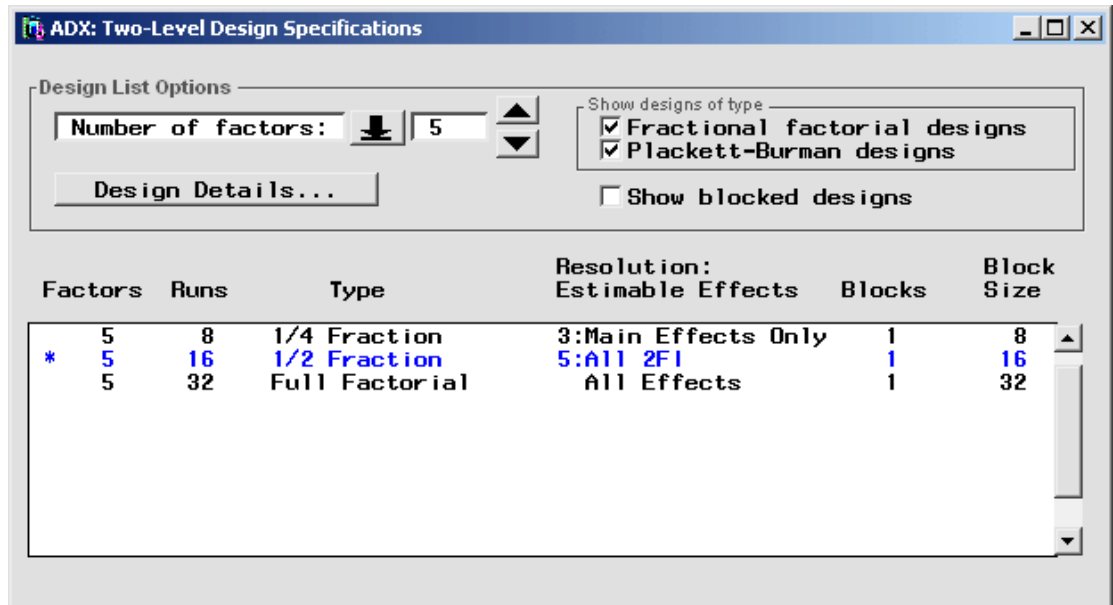 ADX: Two-Level Design Specifications
Design List Options
Number of factors: 5
Show designs of type
Fractional factorial designs
Plackett-Burman designs
Design Details...
Show blocked designs
Resolution: Block
Factors Runs Type Estimable Effects Blocks Size
5 8 1/4 Fraction 3:Main Effects Only 1 8
* 5 16 1/2 Fraction 5:All 2FI 1 16
5 32 Full Factorial All Effects 1 32